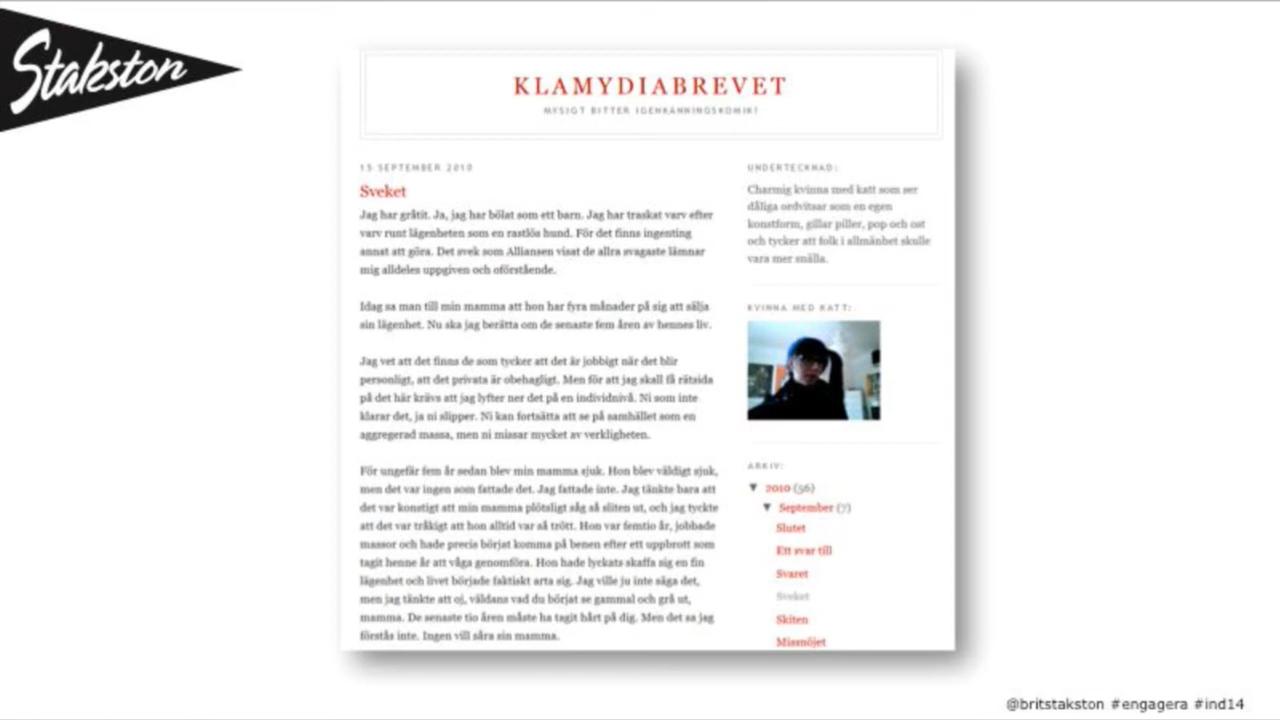 Stakston
KLAMYDIABREVET
MYSIGT BITTER IGENKÄNNINGSKOMIK!
15 SEPTEMBER 2010
Sveket
Jag har gråtit. Ja, jag har bölat som ett barn. Jag har traskat varv efter
varv runt lägenheten som en rastlös hund. För det finns ingenting
annat att göra. Det svek som Alliansen visat de allra svagaste lämnar
mig alldeles uppgiven och oförstående.
Idag sa man till min mamma att hon har fyra månader på sig att sälja
sin lägenhet. Nu ska jag berätta om de senaste fem åren av hennes liv.
Jag vet att det finns de som tycker att det är jobbigt när det blir
personligt, att det privata är obehagligt. Men för att jag skall få rätsida
på det här krävs att jag lyfter ner det på en individnivå. Ni som inte
klarar det, ja ni slipper. Ni kan fortsätta att se på samhället som en
aggregerad massa, men ni missar mycket av verkligheten.
För ungefär fem år sedan blev min mamma sjuk. Hon blev väldigt sjuk,
men det var ingen som fattade det. Jag fattade inte. Jag tänkte bara att
det var konstigt att min mamma plötsligt såg så sliten ut, och jag tyckte
att det var tråkigt att hon alltid var så trött. Hon var femtio år, jobbade
massor och hade precis börjat komma på benen efter ett uppbrott som
tagit henne år att våga genomföra. Hon hade lyckats skaffa sig en fin
lägenhet och livet började faktiskt arta sig. Jag ville ju inte säga det,
men jag tänkte att oj, våldans vad du börjat se gammal och grå ut,
mamma. De senaste tio åren måste ha tagit hårt på dig. Men det sa jag
förstås inte. Ingen vill såra sin mamma.
UNDERTECKNAD:
Charmig kvinna med katt som ser
dåliga ordvitsar som en egen
konstform, gillar piller, pop och ost
och tycker att folk i allmänhet skulle
vara mer snälla.
KVINNA MED KATT:
ARKIV:
▼ 2010 (56)
▼ September (7)
Slutet
Ett svar till
Svaret
Sveket
Skiten
Missnöjet
@britstakston #engagera #ind14